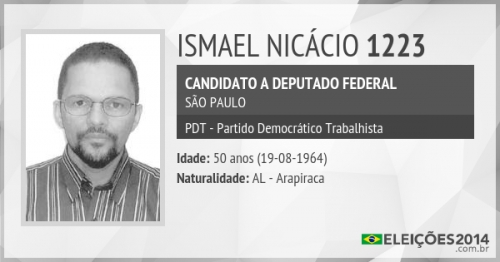 ISMAEL NICÁCIO 1223
CANDIDATO A DEPUTADO FEDERAL
SÃO PAULO
PDT - Partido Democrático Trabalhista
Idade: 50 anos (19-08-1964)
Naturalidade: AL - Arapiraca
ELEIÇÕES2014
.com.br